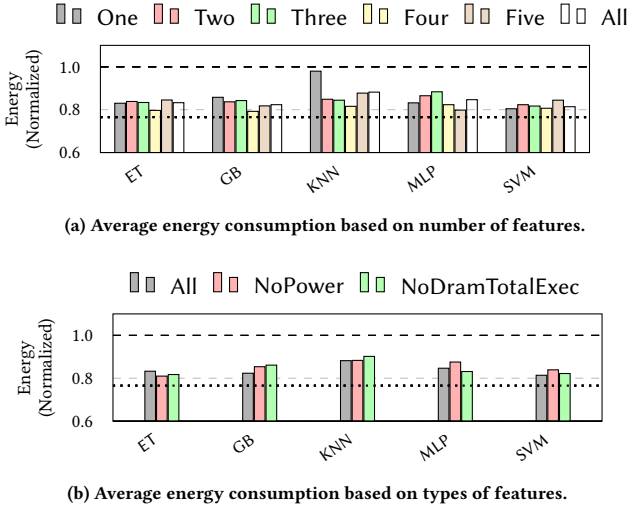 One Two Three Four Five All
Energy
(Normalized)
1.0
0.8
0.6
ET GB KNN MLP SVM
(a) Average energy consumption based on number of features.
All NoPower NoDramTotalExec
Energy
(Normalized)
1.0
0.8
0.6
ET GB KNN MLP SVM
(b) Average energy consumption based on types of features.